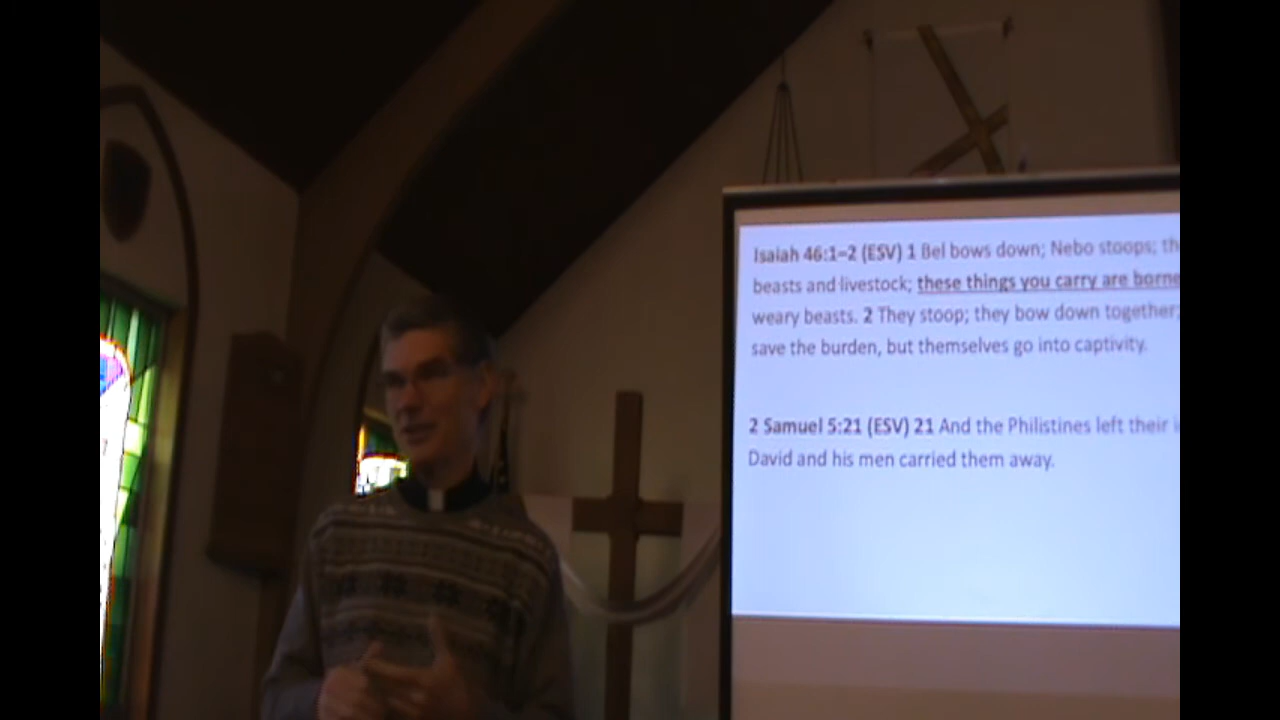 Isaiah 46:1–2 (ESV) 1 Bel bows down; Nebo stoops;
beasts and livestock; these things you carry are borne
weary beasts. 2 They stoop; they bow down together;
save the burden, but themselves go into captivity.
2 Samuel 5:21 (ESV) 21 And the Philistines left their
David and his men carried them away.